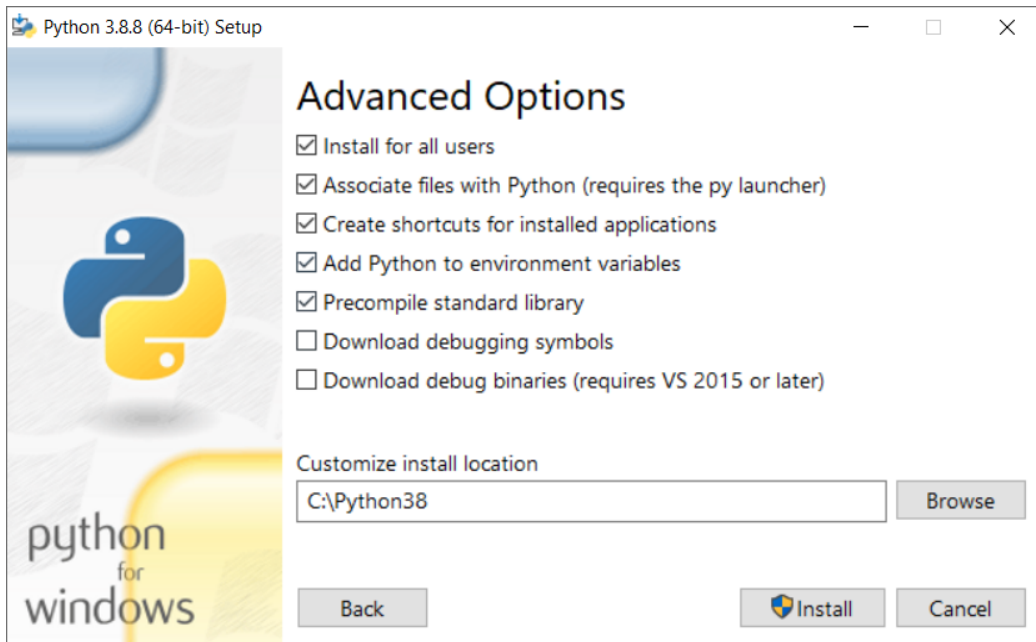 Python 3.8.8 (64-bit) Setup
Advanced Options
Install for all users
Associate files with Python (requires the py launcher)
Create shortcuts for installed applications
Add Python to environment variables
Precompile standard library
Download debugging symbols
Download debug binaries (requires VS 2015 or later)
Customize install location
C:\Python38
Browse
python
for
windows
Back
Install
Cancel